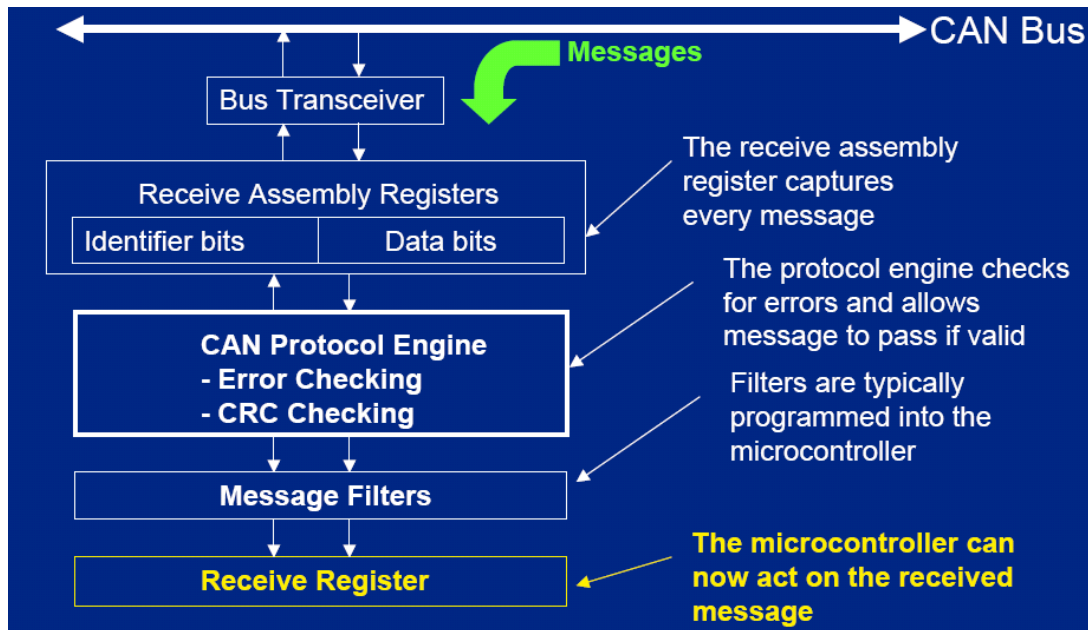 CAN Bus
Messages
Bus Transceiver
Receive Assembly Registers
Identifier bits
Data bits
The receive assembly
register captures
every message
CAN Protocol Engine
- Error Checking
- CRC Checking
The protocol engine checks
for errors and allows
message to pass if valid
Message Filters
Filters are typically
programmed into the
microcontroller
Receive Register
The microcontroller can
now act on the received
message